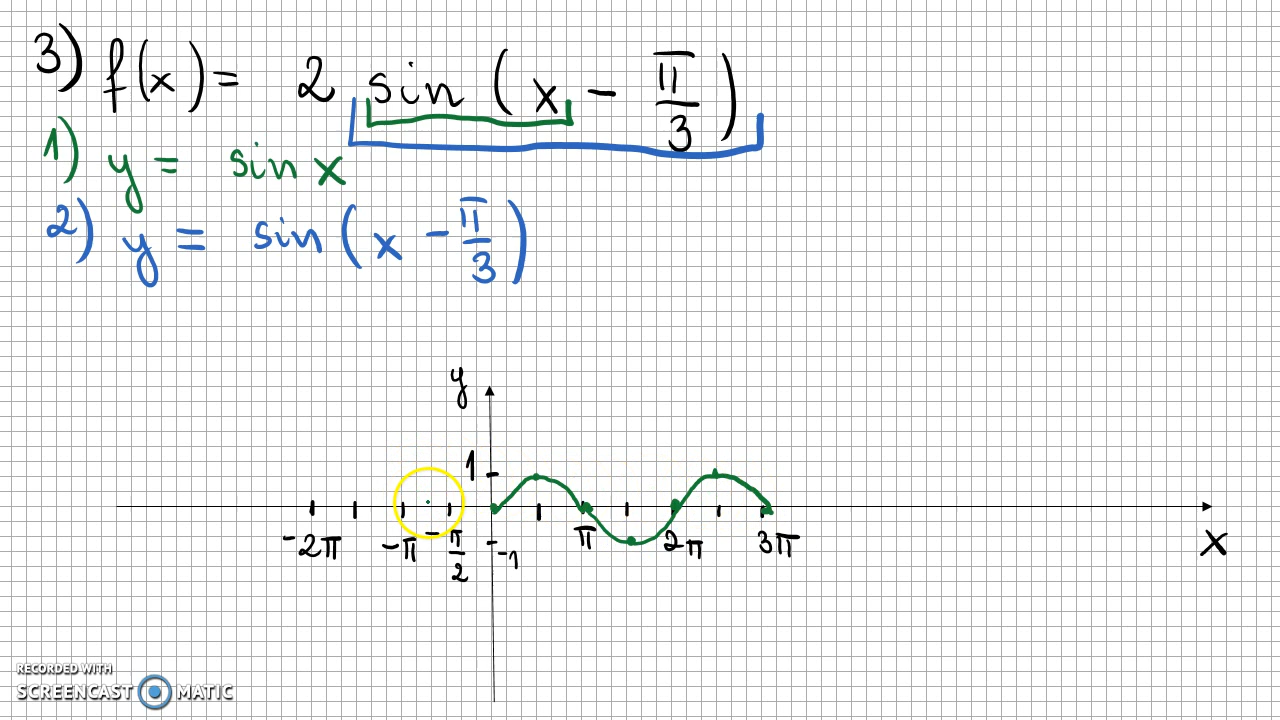 3) f(x) = 2 sin (x - π/3)
1) y = sin x
2) y = sin (x - π/3)
y
1
-2π -π -π/2 -1 π 2π 3π x
RECORDED WITH
SCREENCAST MATIC